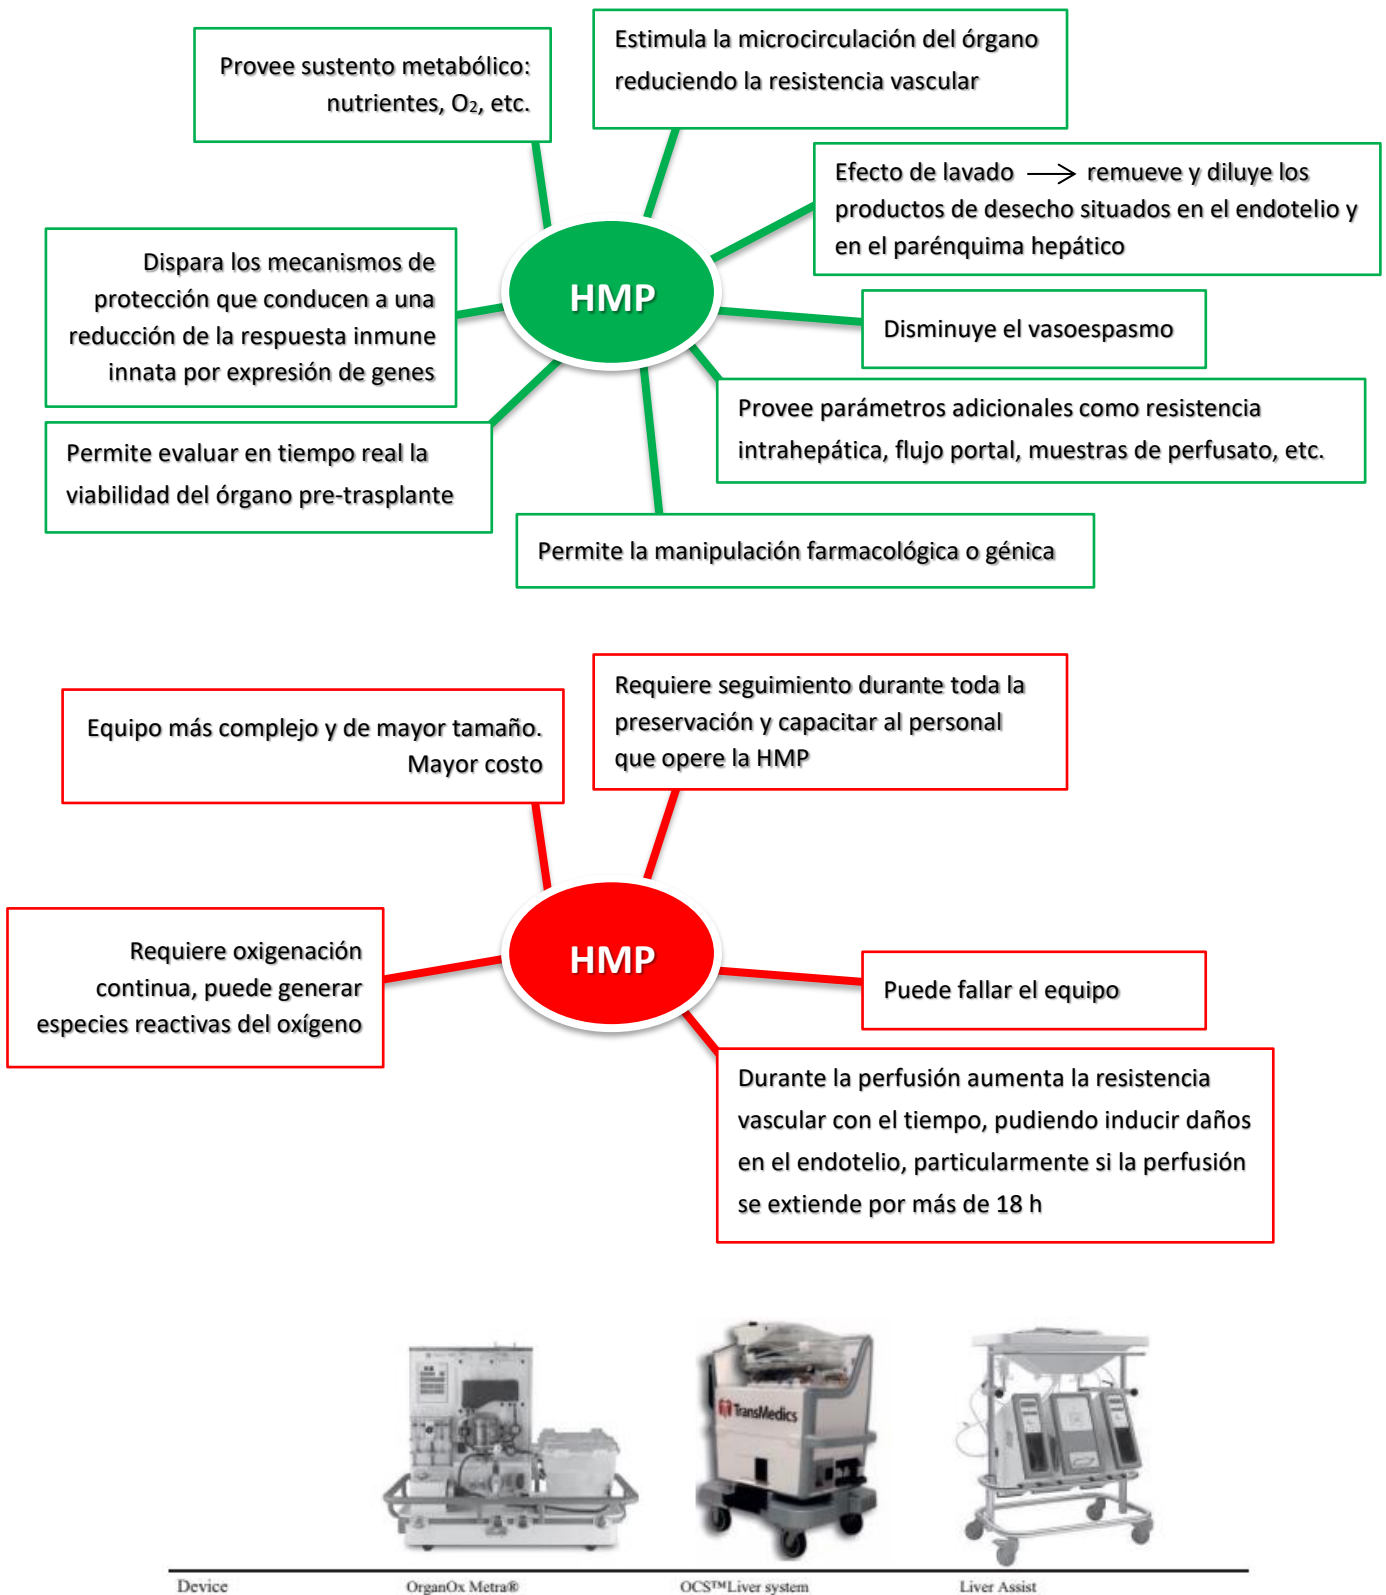 Estimula la microcirculación del órgano
reduciendo la resistencia vascular
Provee sustento metabólico:
nutrientes, O₂, etc.
Efecto de lavado ⟶ remueve y diluye los
productos de desecho situados en el endotelio y
en el parénquima hepático
Dispara los mecanismos de
protección que conducen a una
reducción de la respuesta inmune
innata por expresión de genes
HMP
Disminuye el vasoespasmo
Provee parámetros adicionales como resistencia
intrahepática, flujo portal, muestras de perfusato, etc.
Permite evaluar en tiempo real la
viabilidad del órgano pre-trasplante
Permite la manipulación farmacológica o génica
Requiere seguimiento durante toda la
preservación y capacitar al personal
que opere la HMP
Equipo más complejo y de mayor tamaño.
Mayor costo
HMP
Requiere oxigenación
continua, puede generar
especies reactivas del oxígeno
Puede fallar el equipo
Durante la perfusión aumenta la resistencia
vascular con el tiempo, pudiendo inducir daños
en el endotelio, particularmente si la perfusión
se extiende por más de 18 h
TransMedics
Device OrganOx Metra® OCS™Liver system Liver Assist